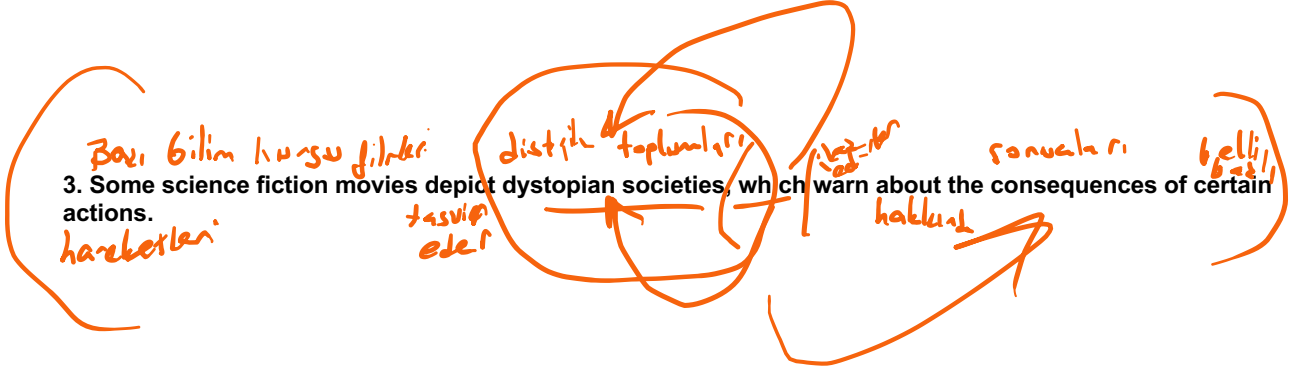 Bazı bilim kurgu filmleri distopik toplumları sonuçları belli
bazı
3. Some science fiction movies depict dystopian societies, which warn about the consequences of certain
actions.
tasvir hakkında
hareketleri eder